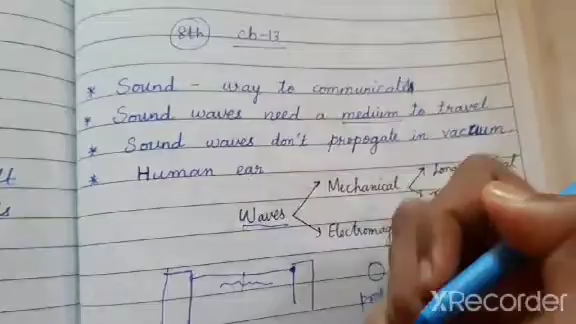 8th ch-13
* Sound - way to communicate
* Sound waves need a medium to travel
* Sound waves don't propogate in vacuum
* Human ear
Waves
Mechanical
XRecorder